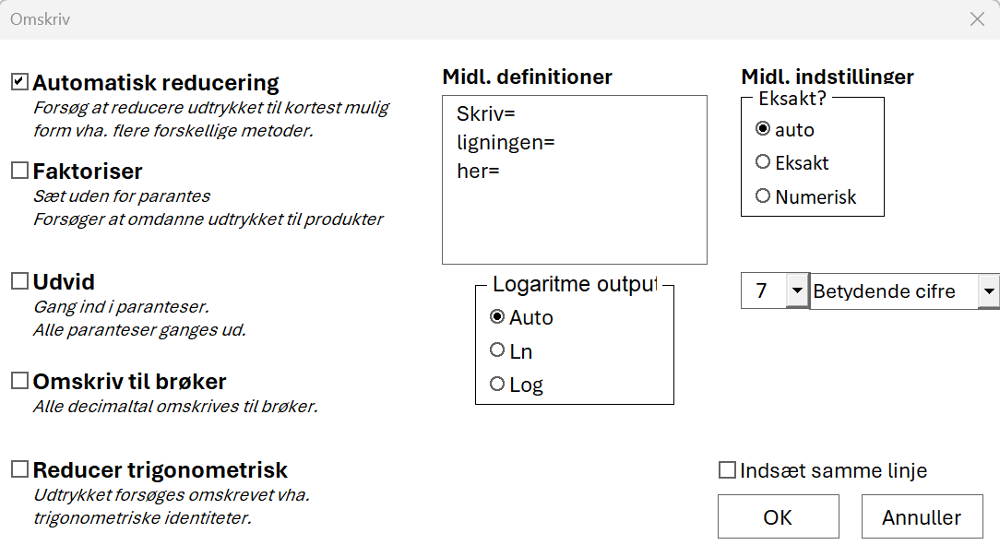 Omskriv
Automatisk reducering
Forsøg at reducere udtrykket til kortest mulig
form vha. flere forskellige metoder.
Faktoriser
Sæt uden for parantes
Forsøger at omdanne udtrykket til produkter
Udvid
Gang ind i paranteser.
Alle paranteser ganges ud.
Omskriv til brøker
Alle decimaltal omskrives til brøker.
Reducer trigonometrisk
Udtrykket forsøges omskrevet vha.
trigonometriske identiteter.
Midl. definitioner
Skriv=
ligningen=
her=
Logaritme output
Auto
Ln
Log
Midl. indstillinger
Eksakt?
auto
Eksakt
Numerisk
7 Betydende cifre
Indsæt samme linje
OK Annuller